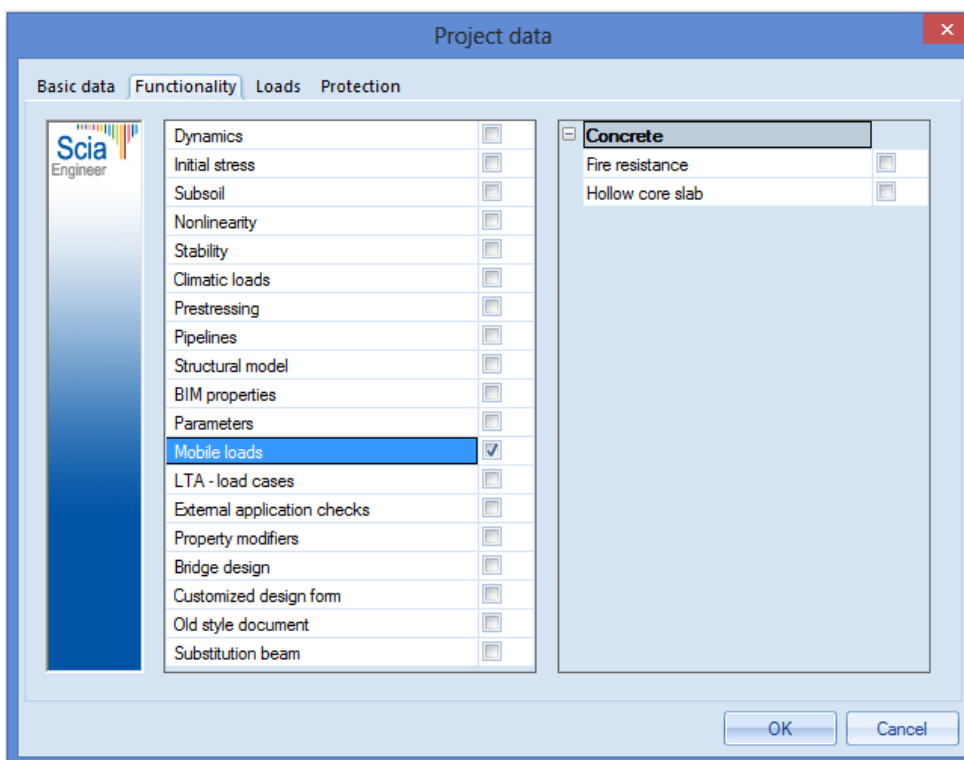 Project data
Basic data Functionality Loads Protection
Scia
Engineer
Dynamics
Initial stress
Subsoil
Nonlinearity
Stability
Climatic loads
Prestressing
Pipelines
Structural model
BIM properties
Parameters
Mobile loads
LTA - load cases
External application checks
Property modifiers
Bridge design
Customized design form
Old style document
Substitution beam
Concrete
Fire resistance
Hollow core slab
OK Cancel